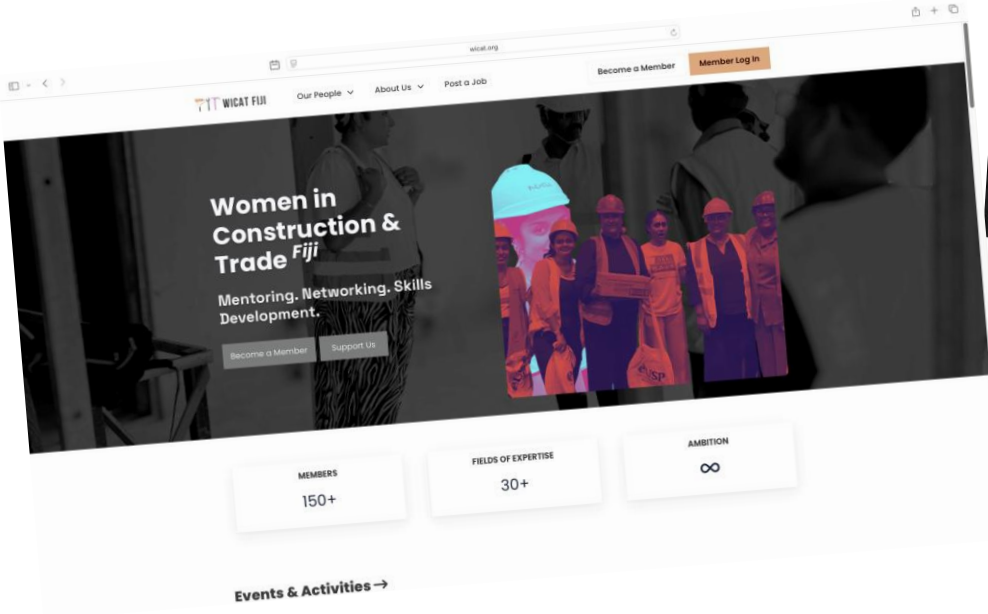 wicat.org
WICAT FIJI
Our People
About Us
Post a Job
Become a Member
Member Log In
Women in
Construction &
Trade Fiji
Mentoring. Networking. Skills
Development.
Become a Member
Support Us
MEMBERS
150+
FIELDS OF EXPERTISE
30+
AMBITION
∞
Events & Activities →